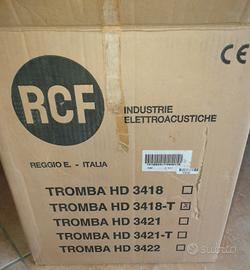 RCF
CE
INDUSTRIE
ELETTROACUSTICHE
REGGIO E. - ITALIA
TROMBA HD 3418
TROMBA HD 3418-T
TROMBA HD 3421
TROMBA HD 3421-T
TROMBA HD 3422
subito